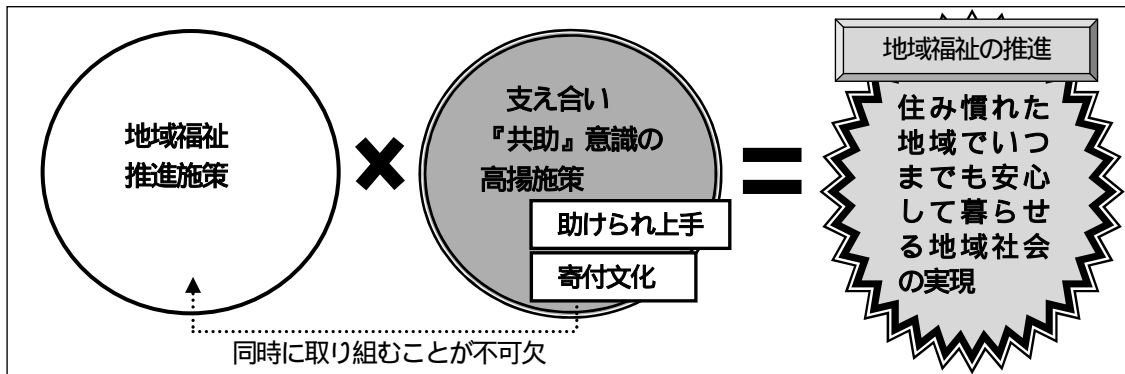 地域福祉
推進施策
×
支え合い
『共助』意識の
高揚施策
助けられ上手
寄付文化
=
地域福祉の推進
住み慣れた
地域でいつ
までも安心
して暮らせ
る地域社会
の実現
同時に取り組むことが不可欠